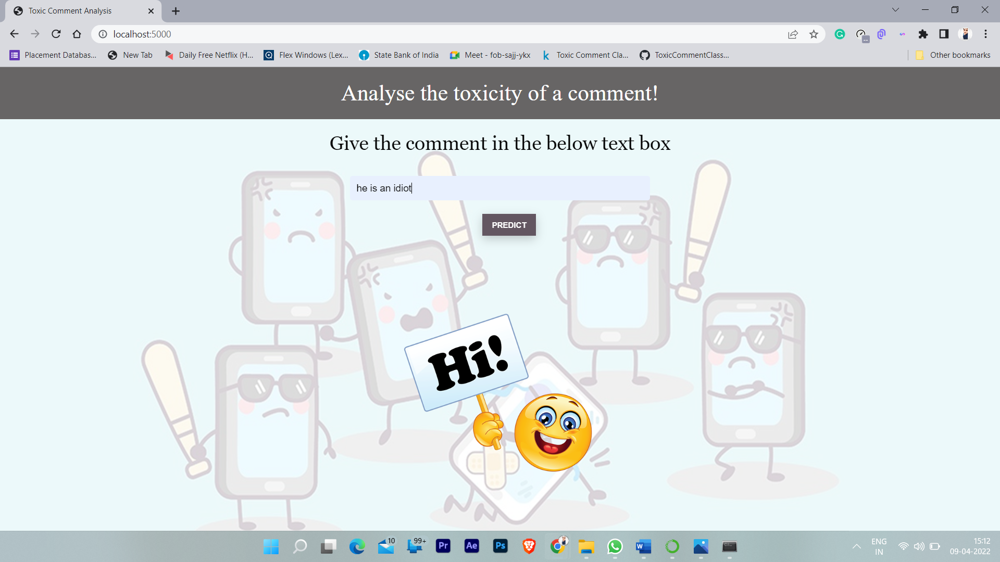 Toxic Comment Analysis
localhost:5000
Placement Databas... New Tab Daily Free Netflix (H... Flex Windows (Lex... State Bank of India Meet - fob-sajj-ykx Toxic Comment Cla... ToxicCommentClass... Other bookmarks
Analyse the toxicity of a comment!
Give the comment in the below text box
he is an idiot
PREDICT
Hi!
10 99+ Pr Ae Ps W
ENG
IN
15:12
09-04-2022